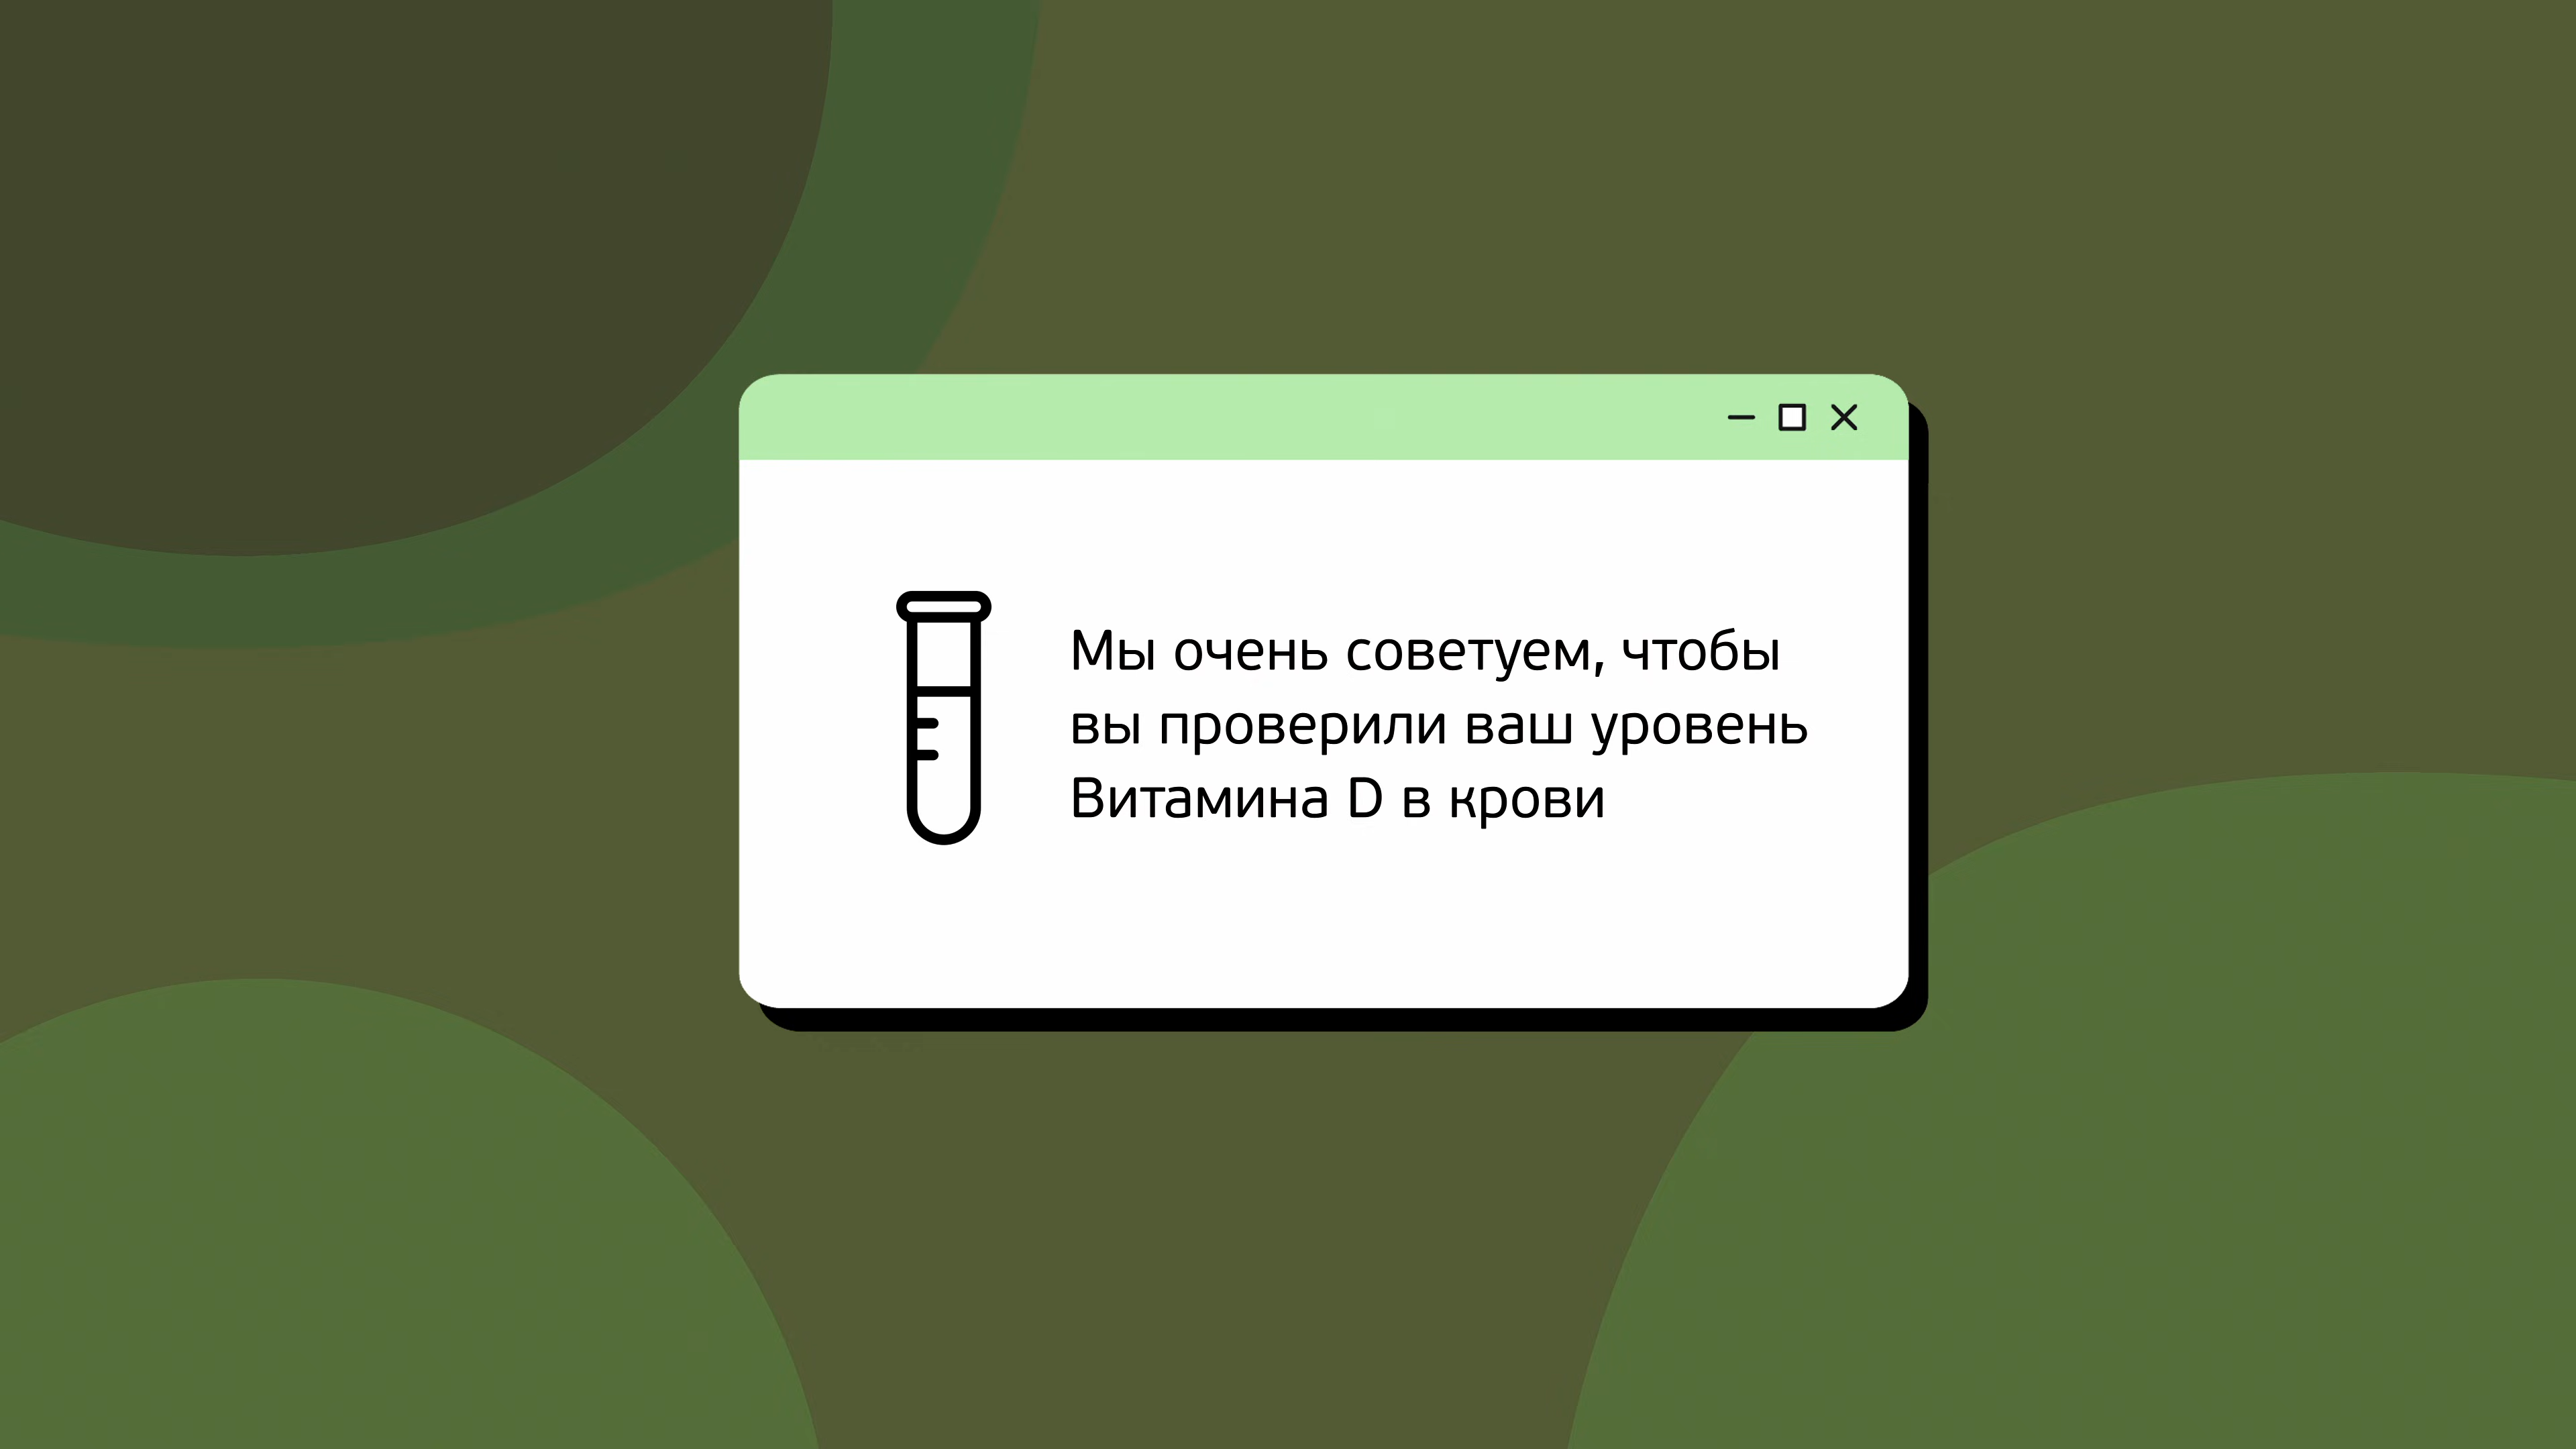 Мы очень советуем, чтобы
вы проверили ваш уровень
Витамина D в крови